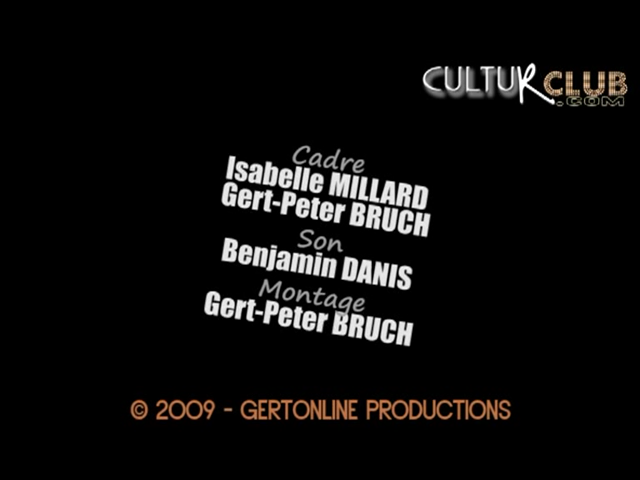 CULTURCLUB
.COM
Cadre
Isabelle MILLARD
Gert-Peter BRUCH
Son
Benjamin DANIS
Montage
Gert-Peter BRUCH
© 2009 - GERTONLINE PRODUCTIONS